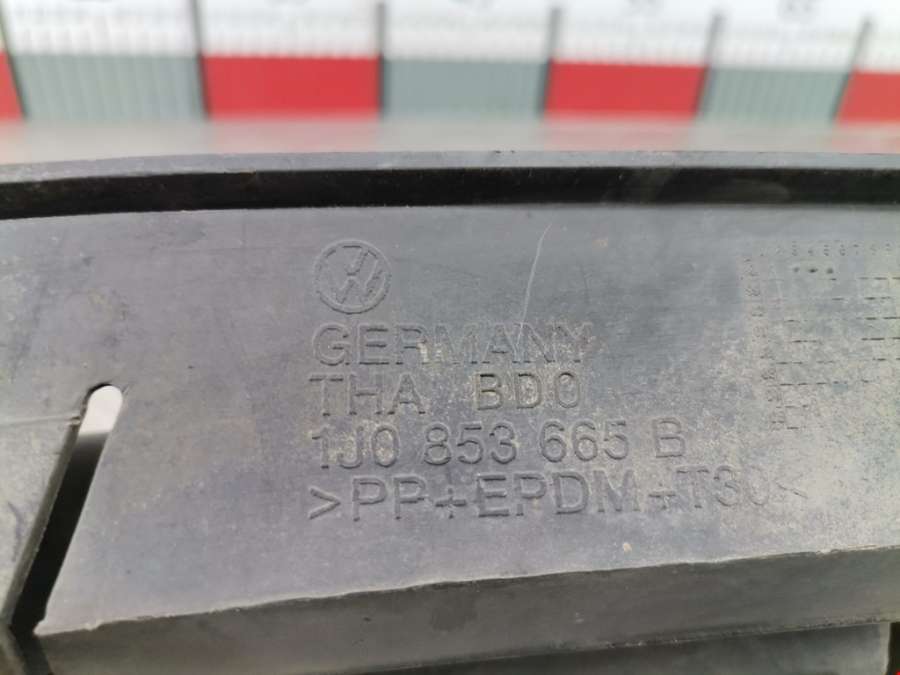 GERMANY
THA BD0
1J0 853 665 B
>PP+EPDM+T30<